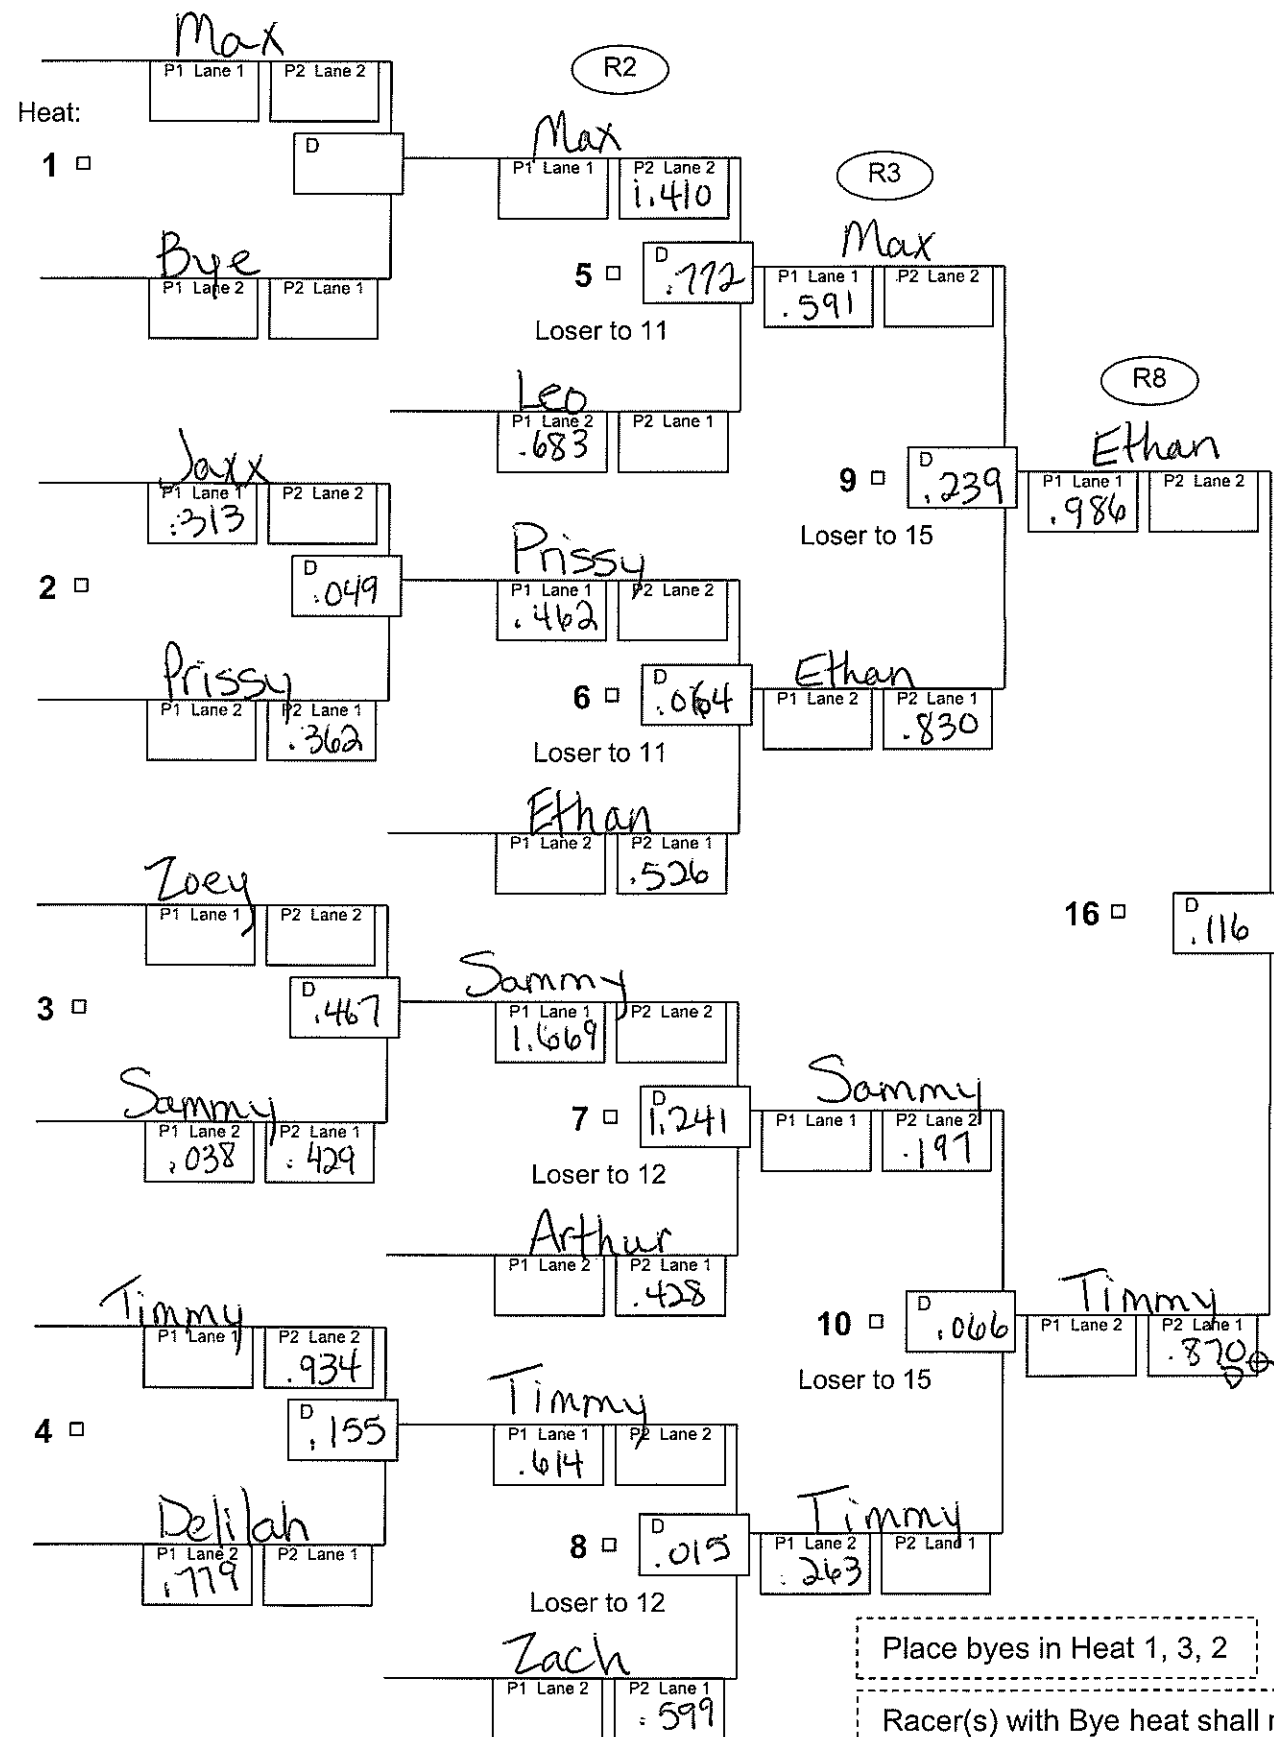 Max
P1 Lane 1 P2 Lane 2
R2
Heat:
1
D
Max
P1 Lane 1 P2 Lane 2
1.410
R3
Bye
P1 Lane 2 P2 Lane 1
5
D
.772
Max
P1 Lane 1 P2 Lane 2
.591
Loser to 11
Leo
P1 Lane 2 P2 Lane 1
.683
R8
Jaxx
P1 Lane 1 P2 Lane 2
.313
9
D
.239
Ethan
P1 Lane 1 P2 Lane 2
.986
Loser to 15
2
D
.049
Prissy
P1 Lane 1 P2 Lane 2
.462
Prissy
P1 Lane 2 P2 Lane 1
.362
6
D
.064
Ethan
P1 Lane 2 P2 Lane 1
.830
Loser to 11
Ethan
P1 Lane 2 P2 Lane 1
.526
Zoey
P1 Lane 1 P2 Lane 2
16
D
.116
3
D
.467
Sammy
P1 Lane 1 P2 Lane 2
1.669
Sammy
P1 Lane 2 P2 Lane 1
.038 .429
7
D
1.241
Sammy
P1 Lane 1 P2 Lane 2
.197
Loser to 12
Arthur
P1 Lane 2 P2 Lane 1
.428
Timmy
P1 Lane 1 P2 Lane 2
.934
10
D
.066
Timmy
P1 Lane 2 P2 Lane 1
.870
Loser to 15
4
D
.155
Timmy
P1 Lane 1 P2 Lane 2
.614
Delilah
P1 Lane 2 P2 Lane 1
.779
8
D
.015
Timmy
P1 Lane 2 P2 Lane 1
.263
Loser to 12
Zach
P1 Lane 2 P2 Lane 1
.599
Place byes in Heat 1, 3, 2
Racer(s) with Bye heat shall